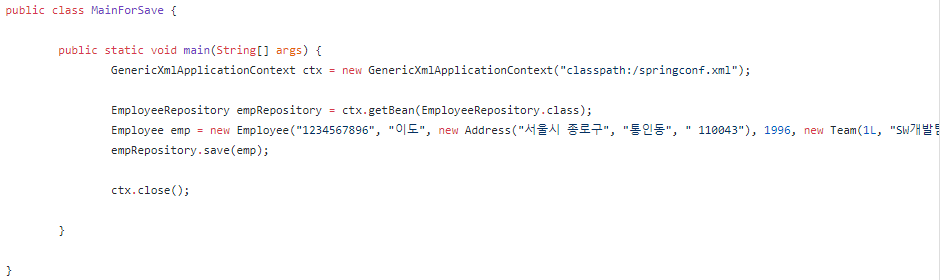 public class MainForSave {
public static void main(String[] args) {
GenericXmlApplicationContext ctx = new GenericXmlApplicationContext("classpath:/springconf.xml");
EmployeeRepository empRepository = ctx.getBean(EmployeeRepository.class);
Employee emp = new Employee("1234567896", "이도", new Address("서울시 종로구", "통인동", " 110043"), 1996, new Team(1L, "SW개발팀
empRepository.save(emp);
ctx.close();
}
}